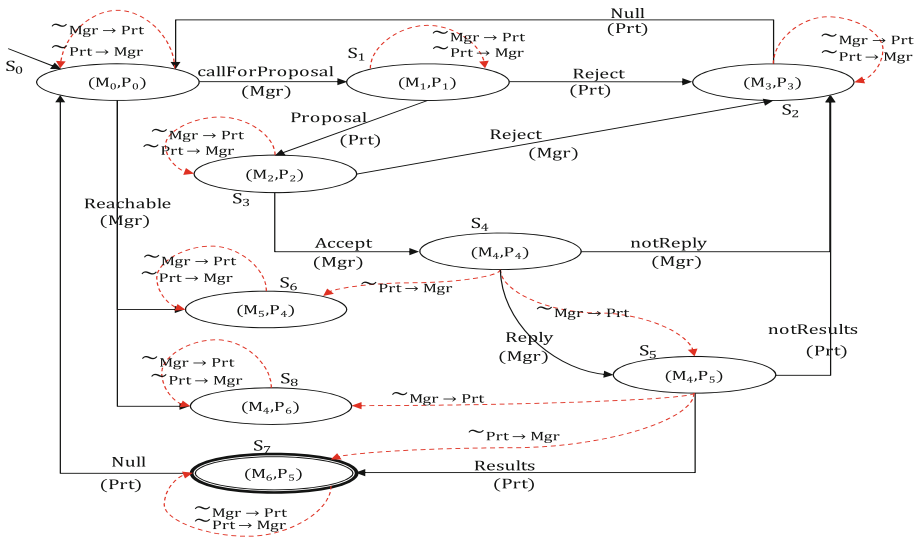 Null
(Prt)
~Mgr → Prt
~Prt → Mgr
S1
~Mgr → Prt
~Prt → Mgr
~Mgr → Prt
~Prt → Mgr
S0
(M0,P0)
callForProposal
(Mgr)
(M1,P1)
Reject
(Prt)
(M3,P3)
S2
Proposal
(Prt)
~Mgr → Prt
~Prt → Mgr
Reject
(Mgr)
(M2,P2)
S3
Reachable
(Mgr)
S4
Accept
(Mgr)
(M4,P4)
notReply
(Mgr)
~Mgr → Prt
~Prt → Mgr
S6
~Prt → Mgr
(M5,P4)
~Mgr → Prt
Reply
(Mgr)
notResults
(Prt)
S5
(M4,P5)
~Mgr → Prt
~Prt → Mgr
S8
(M4,P6)
~Mgr → Prt
~Prt → Mgr
S7
Null
(Prt)
(M6,P5)
Results
(Prt)
~Mgr → Prt
~Prt → Mgr